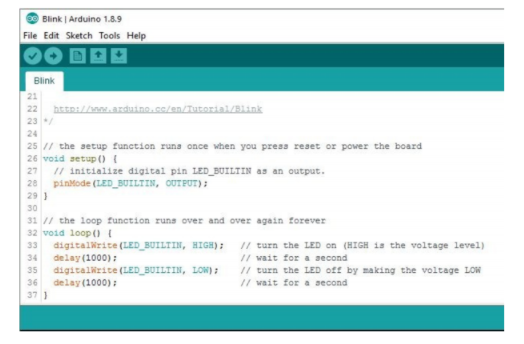 Blink | Arduino 1.8.9
File Edit Sketch Tools Help
Blink
21
22 http://www.arduino.cc/en/Tutorial/Blink
23 */
24
25 // the setup function runs once when you press reset or power the board
26 void setup() {
27 // initialize digital pin LED_BUILTIN as an output.
28 pinMode(LED_BUILTIN, OUTPUT);
29 }
30
31 // the loop function runs over and over again forever
32 void loop() {
33 digitalWrite(LED_BUILTIN, HIGH); // turn the LED on (HIGH is the voltage level)
34 delay(1000); // wait for a second
35 digitalWrite(LED_BUILTIN, LOW); // turn the LED off by making the voltage LOW
36 delay(1000); // wait for a second
37 }